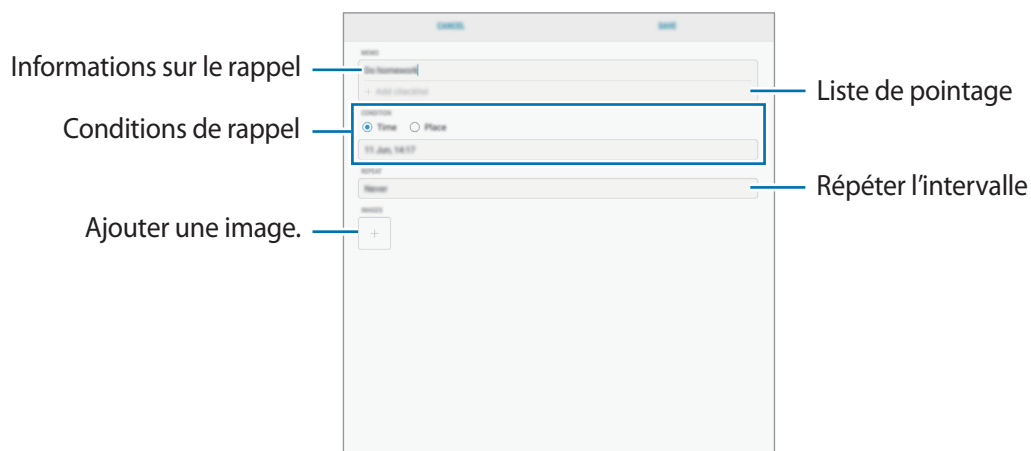 CANCEL
SAVE
MEMO
Informations sur le rappel
Do homework
+ Add checklist
Liste de pointage
CONDITION
Conditions de rappel
Time
Place
11 Jun, 14:17
REPEAT
Never
Répéter l'intervalle
IMAGES
Ajouter une image.
+